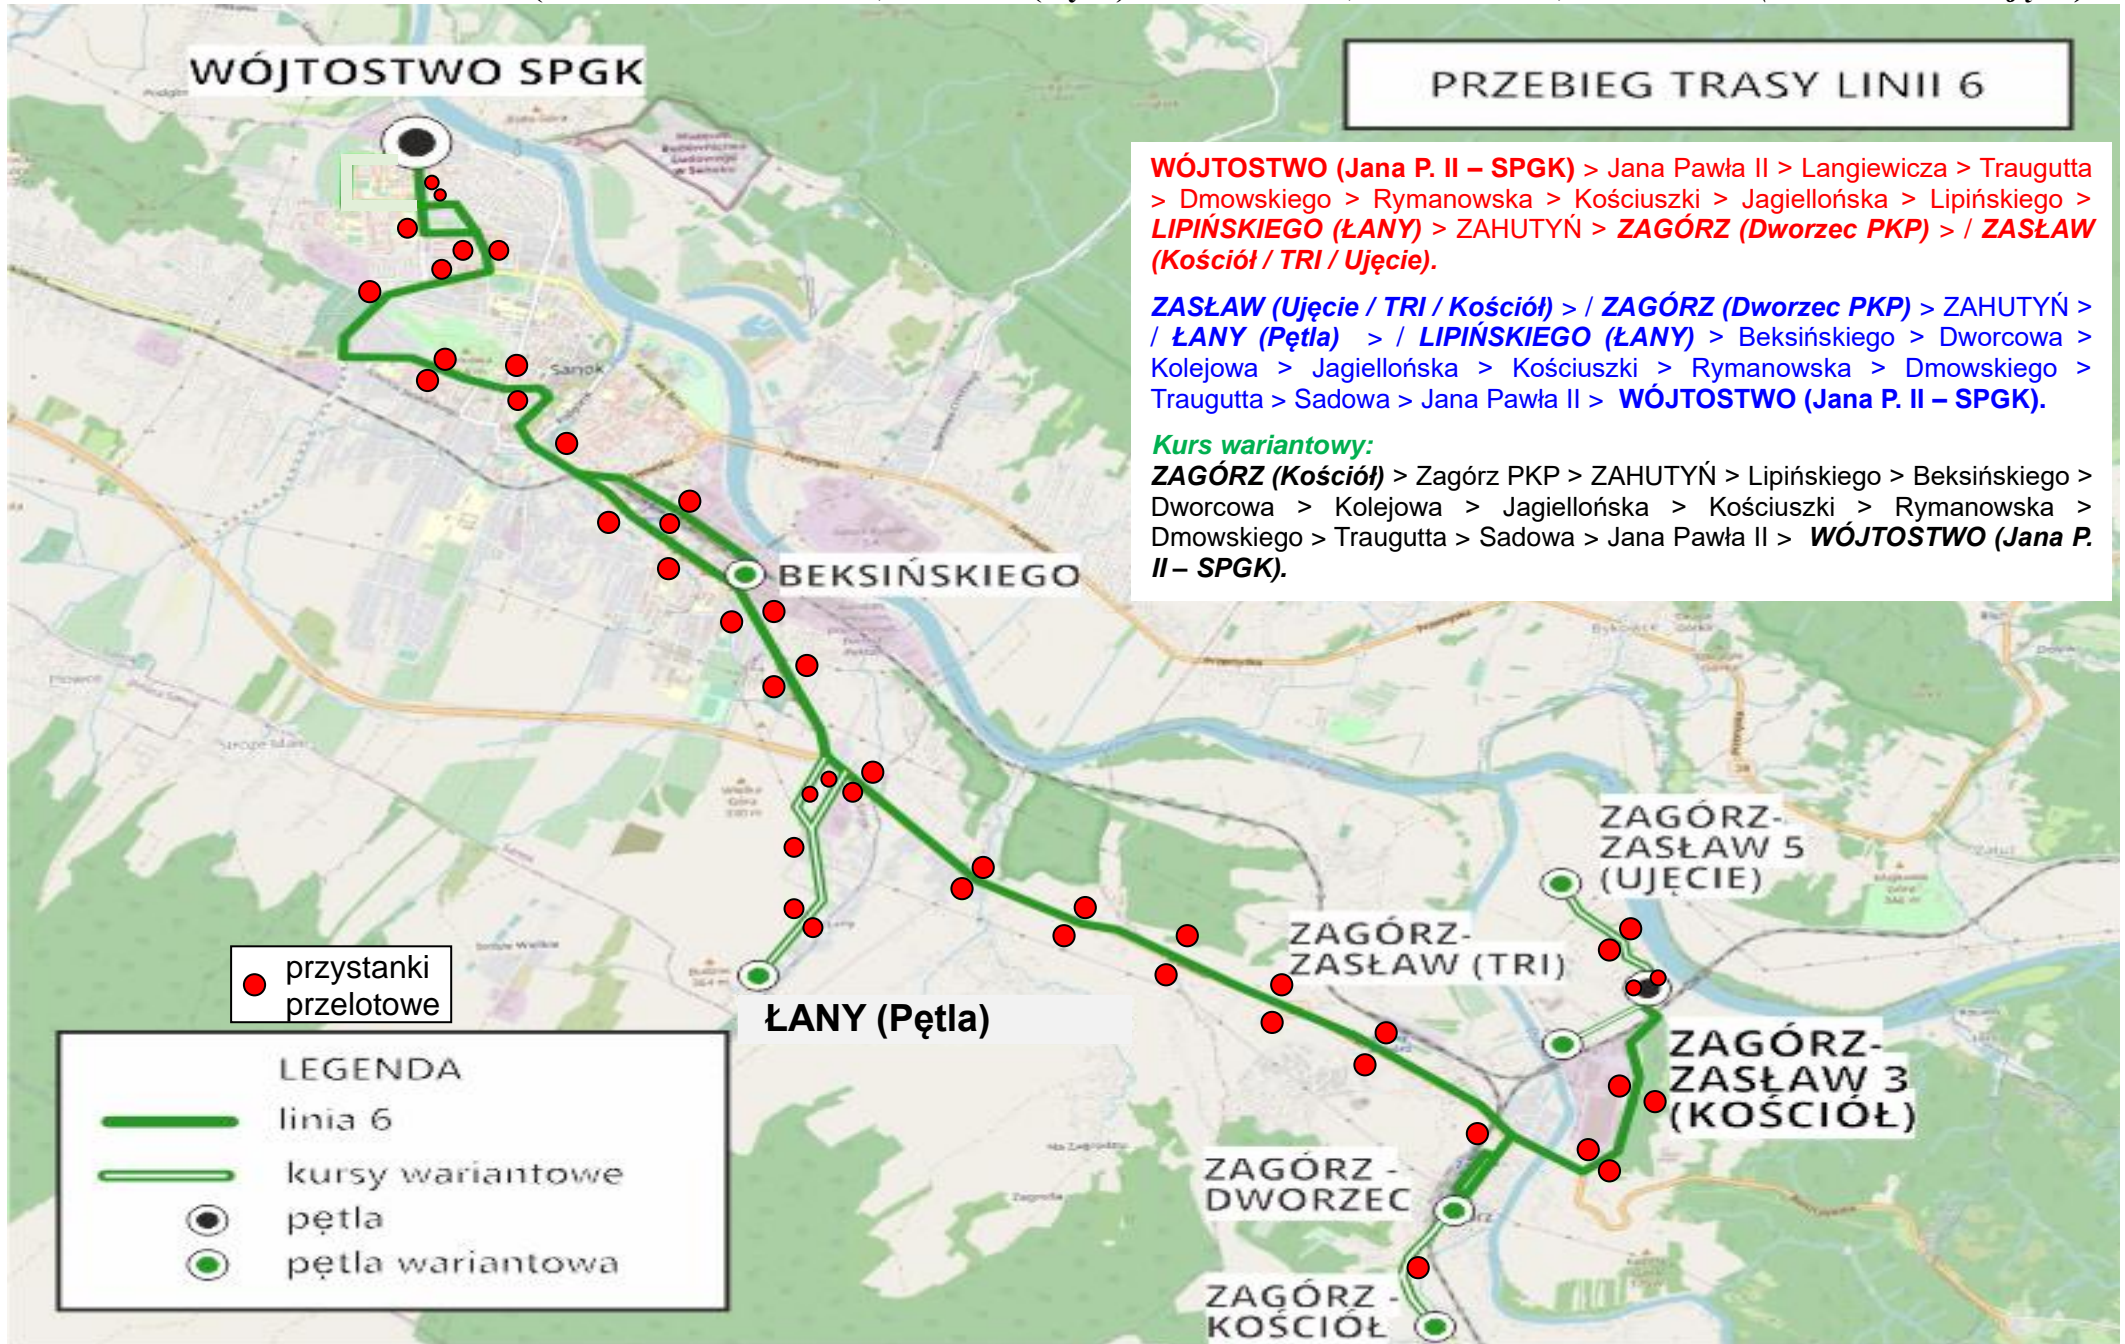 WÓJTOSTWO SPGK
PRZEBIEG TRASY LINII 6
WÓJTOSTWO (Jana P. II – SPGK) > Jana Pawła II > Langiewicza > Traugutta
> Dmowskiego > Rymanowska > Kościuszki > Jagiellońska > Lipińskiego >
LIPIŃSKIEGO (ŁANY) > ZAHUTYŃ > ZAGÓRZ (Dworzec PKP) > / ZASŁAW
(Kościół / TRI / Ujęcie).
ZASŁAW (Ujęcie / TRI / Kościół) > / ZAGÓRZ (Dworzec PKP) > ZAHUTYŃ >
/ ŁANY (Pętla) > / LIPIŃSKIEGO (ŁANY) > Beksińskiego > Dworcowa >
Kolejowa > Jagiellońska > Kościuszki > Rymanowska > Dmowskiego >
Traugutta > Sadowa > Jana Pawła II > WÓJTOSTWO (Jana P. II – SPGK).
Kurs wariantowy:
ZAGÓRZ (Kościół) > Zagórz PKP > ZAHUTYŃ > Lipińskiego > Beksińskiego >
Dworcowa > Kolejowa > Jagiellońska > Kościuszki > Rymanowska >
Dmowskiego > Traugutta > Sadowa > Jana Pawła II > WÓJTOSTWO (Jana P.
II – SPGK).
Sanok
BEKSIŃSKIEGO
ZAGÓRZ-
ZASŁAW 5
(UJĘCIE)
ZAGÓRZ-
ZASŁAW (TRI)
ŁANY (Pętla)
ZAGÓRZ-
ZASŁAW 3
(KOŚCIÓŁ)
ZAGÓRZ -
DWORZEC
ZAGÓRZ -
KOŚCIÓŁ
przystanki
przelotowe
LEGENDA
linia 6
kursy wariantowe
pętla
pętla wariantowa